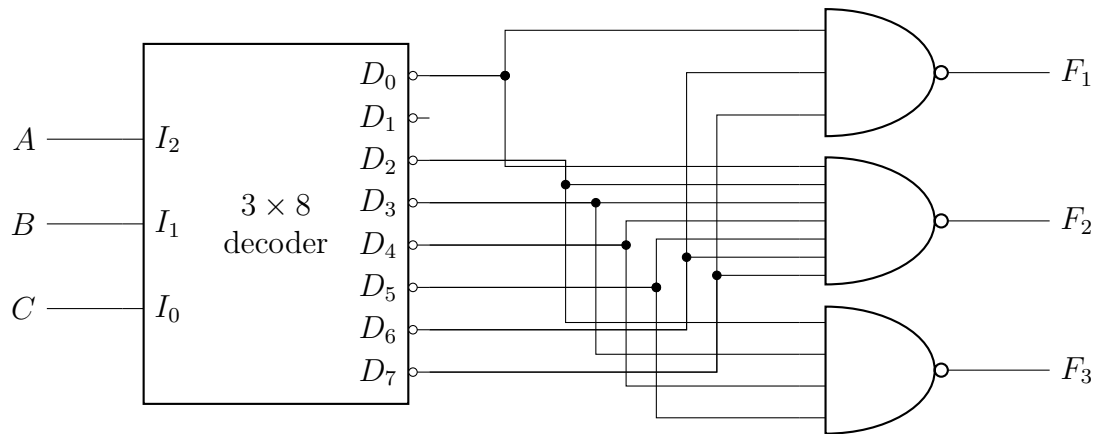 A
B
C
I₂
I₁
I₀
3 × 8
decoder
D₀
D₁
D₂
D₃
D₄
D₅
D₆
D₇
F₁
F₂
F₃